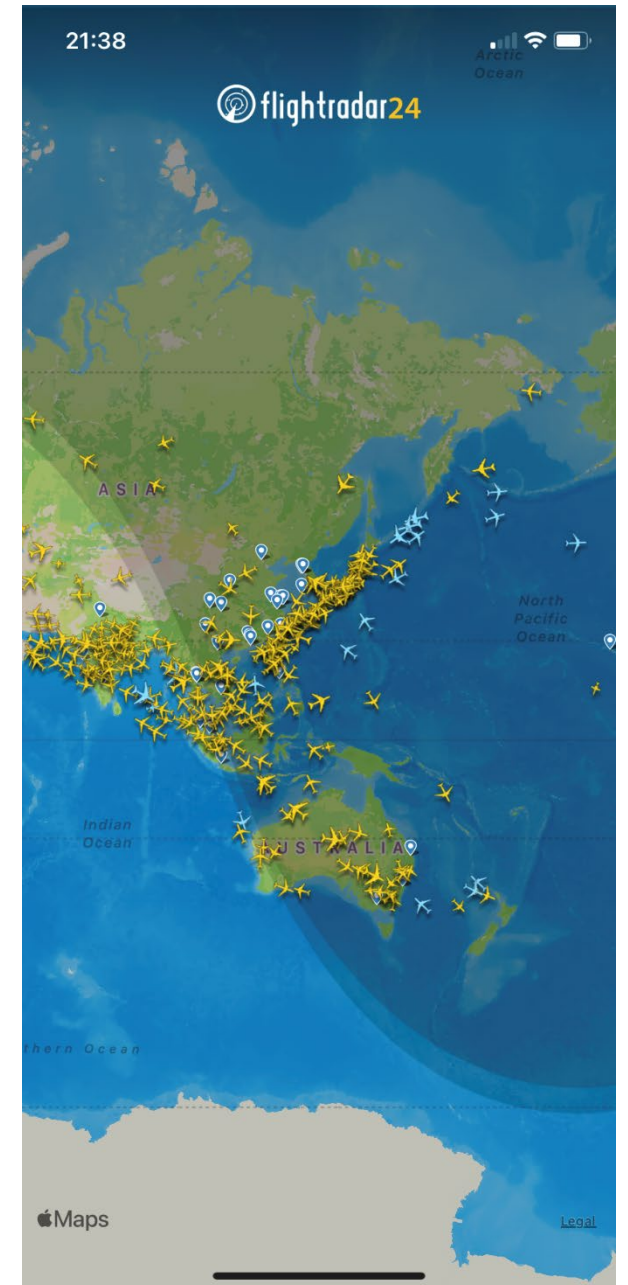 21:38
Arctic
Ocean
flightradar24
ASIA
North
Pacific
Ocean
Indian
Ocean
AUSTRALIA
thern Ocean
Maps
Legal